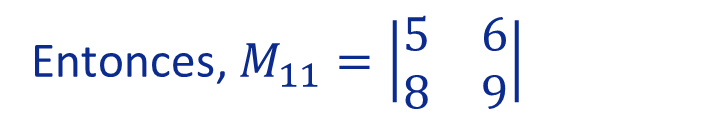 Entonces, M₁₁ = |5 6|
|8 9|